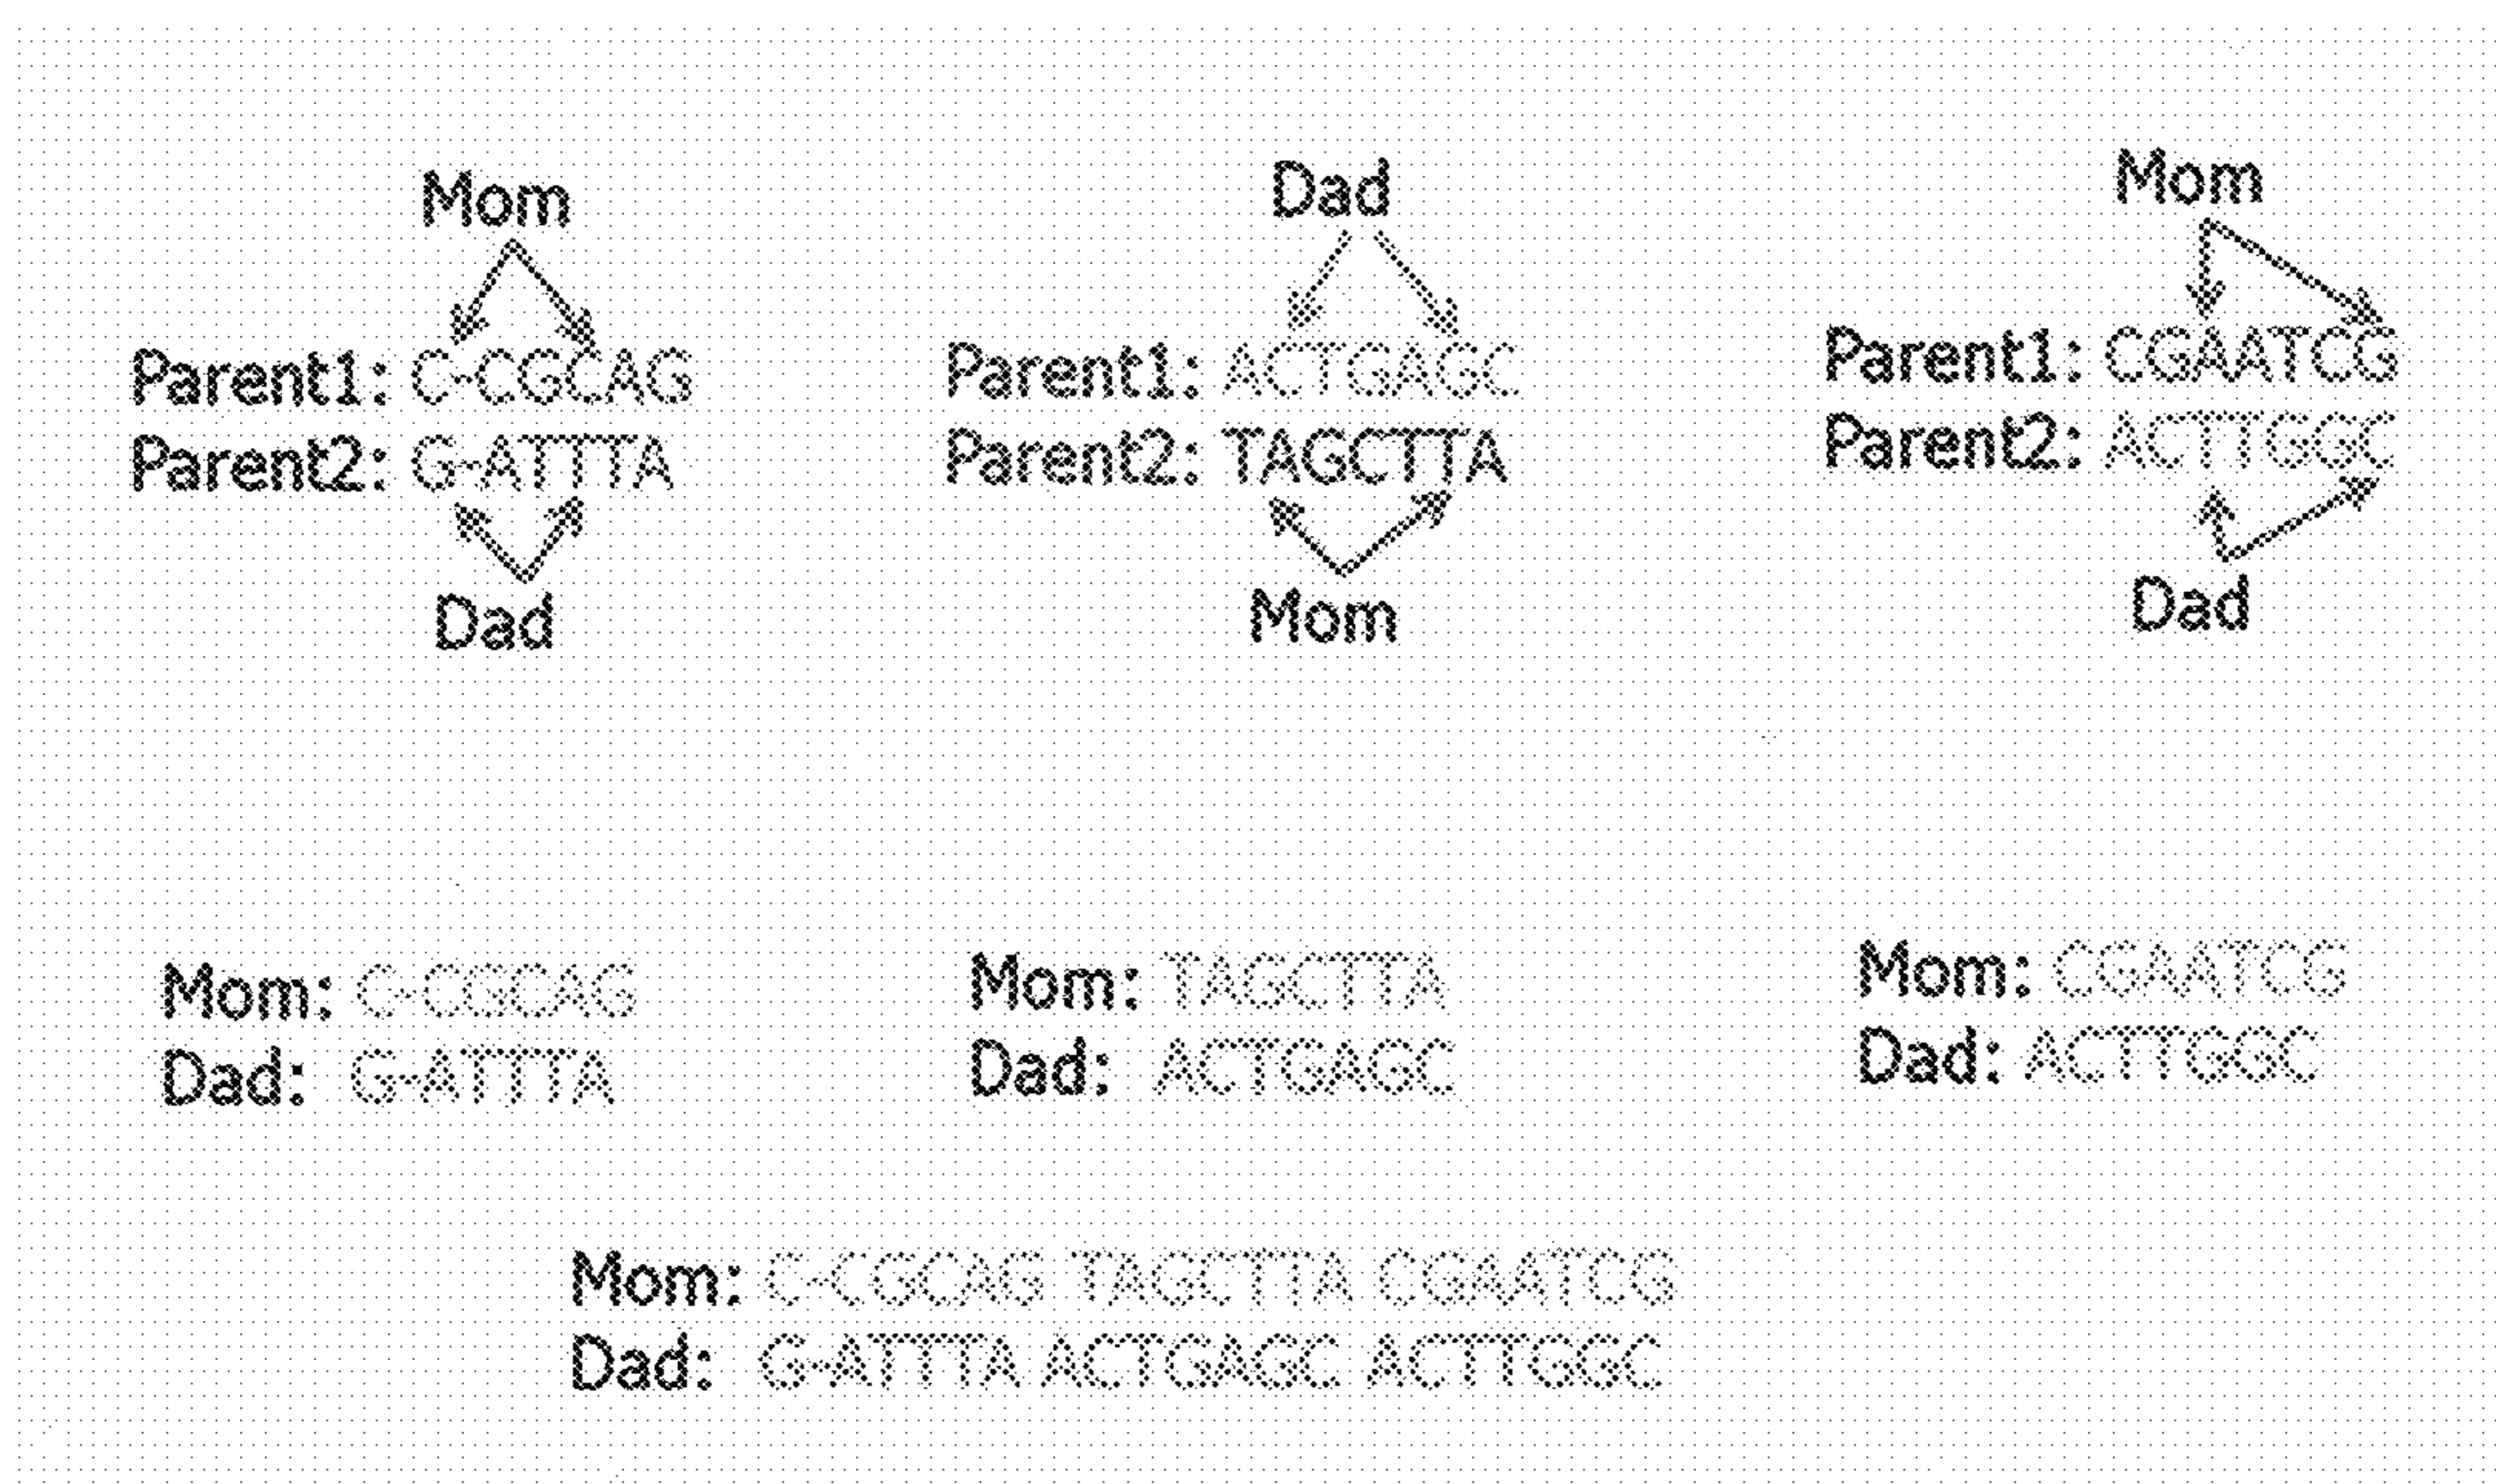 Mom
Dad
Mom
Parent1: C-CGCAG
Parent2: G-ATTTA
Parent1: ACTGAGC
Parent2: TAGCTTA
Parent1: CGAATCG
Parent2: ACTTGGC
Dad
Mom
Dad
Mom: C-CGCAG
Dad: G-ATTTA
Mom: TAGCTTA
Dad: ACTGAGC
Mom: CGAATCG
Dad: ACTTGGC
Mom: C-CGCAG TAGCTTA CGAATCG
Dad: G-ATTTA ACTGAGC ACTTGGC